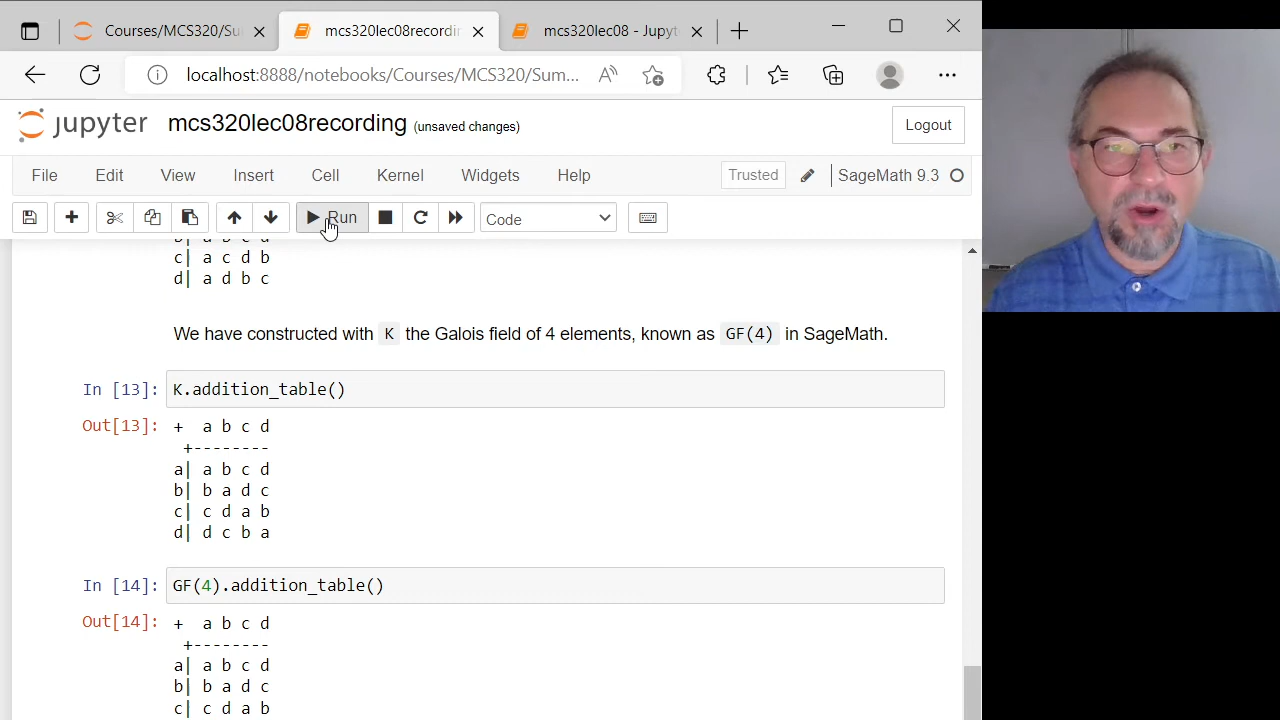 Courses/MCS320/Su
mcs320lec08recordi
mcs320lec08 - Jupyt
localhost:8888/notebooks/Courses/MCS320/Sum...
jupyter mcs320lec08recording (unsaved changes)
Logout
File Edit View Insert Cell Kernel Widgets Help Trusted SageMath 9.3
Run Code
b| a b c d
c| a c d b
d| a d b c
We have constructed with K the Galois field of 4 elements, known as GF(4) in SageMath.
In [13]: K.addition_table()
Out[13]: + a b c d
+--------
a| a b c d
b| b a d c
c| c d a b
d| d c b a
In [14]: GF(4).addition_table()
Out[14]: + a b c d
+--------
a| a b c d
b| b a d c
c| c d a b